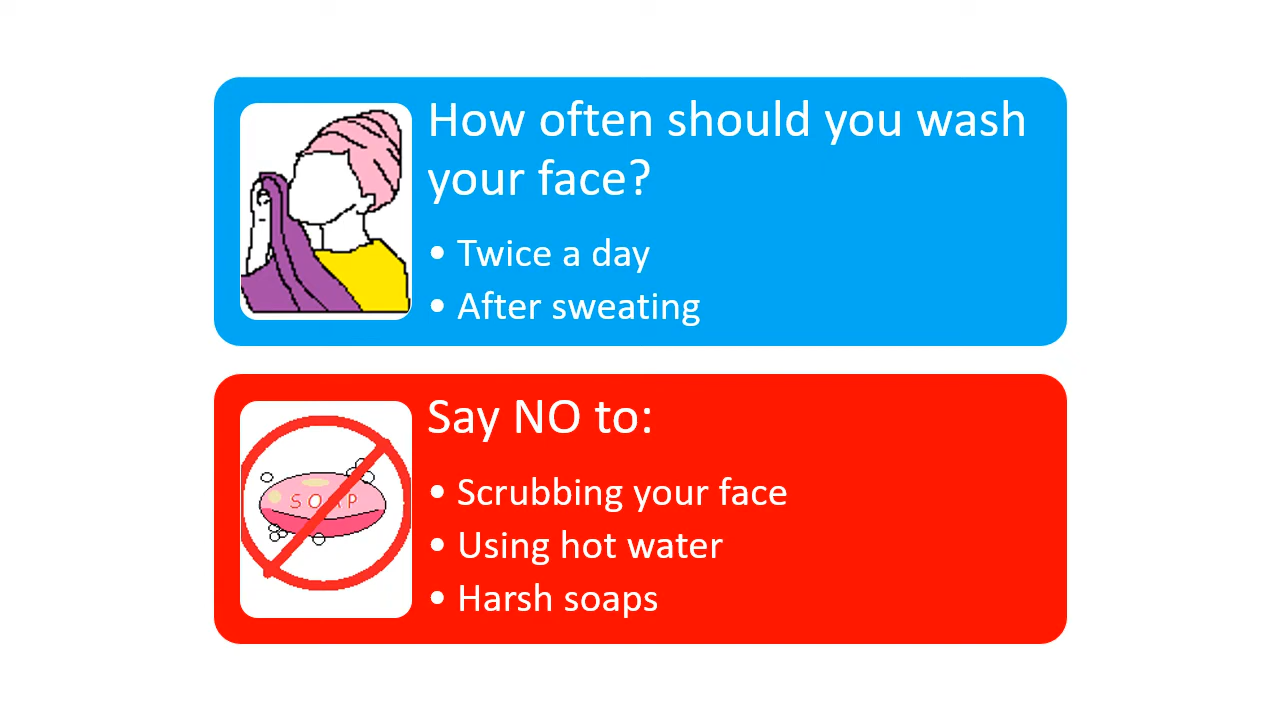 How often should you wash
your face?
• Twice a day
• After sweating
Say NO to:
SOAP
• Scrubbing your face
• Using hot water
• Harsh soaps